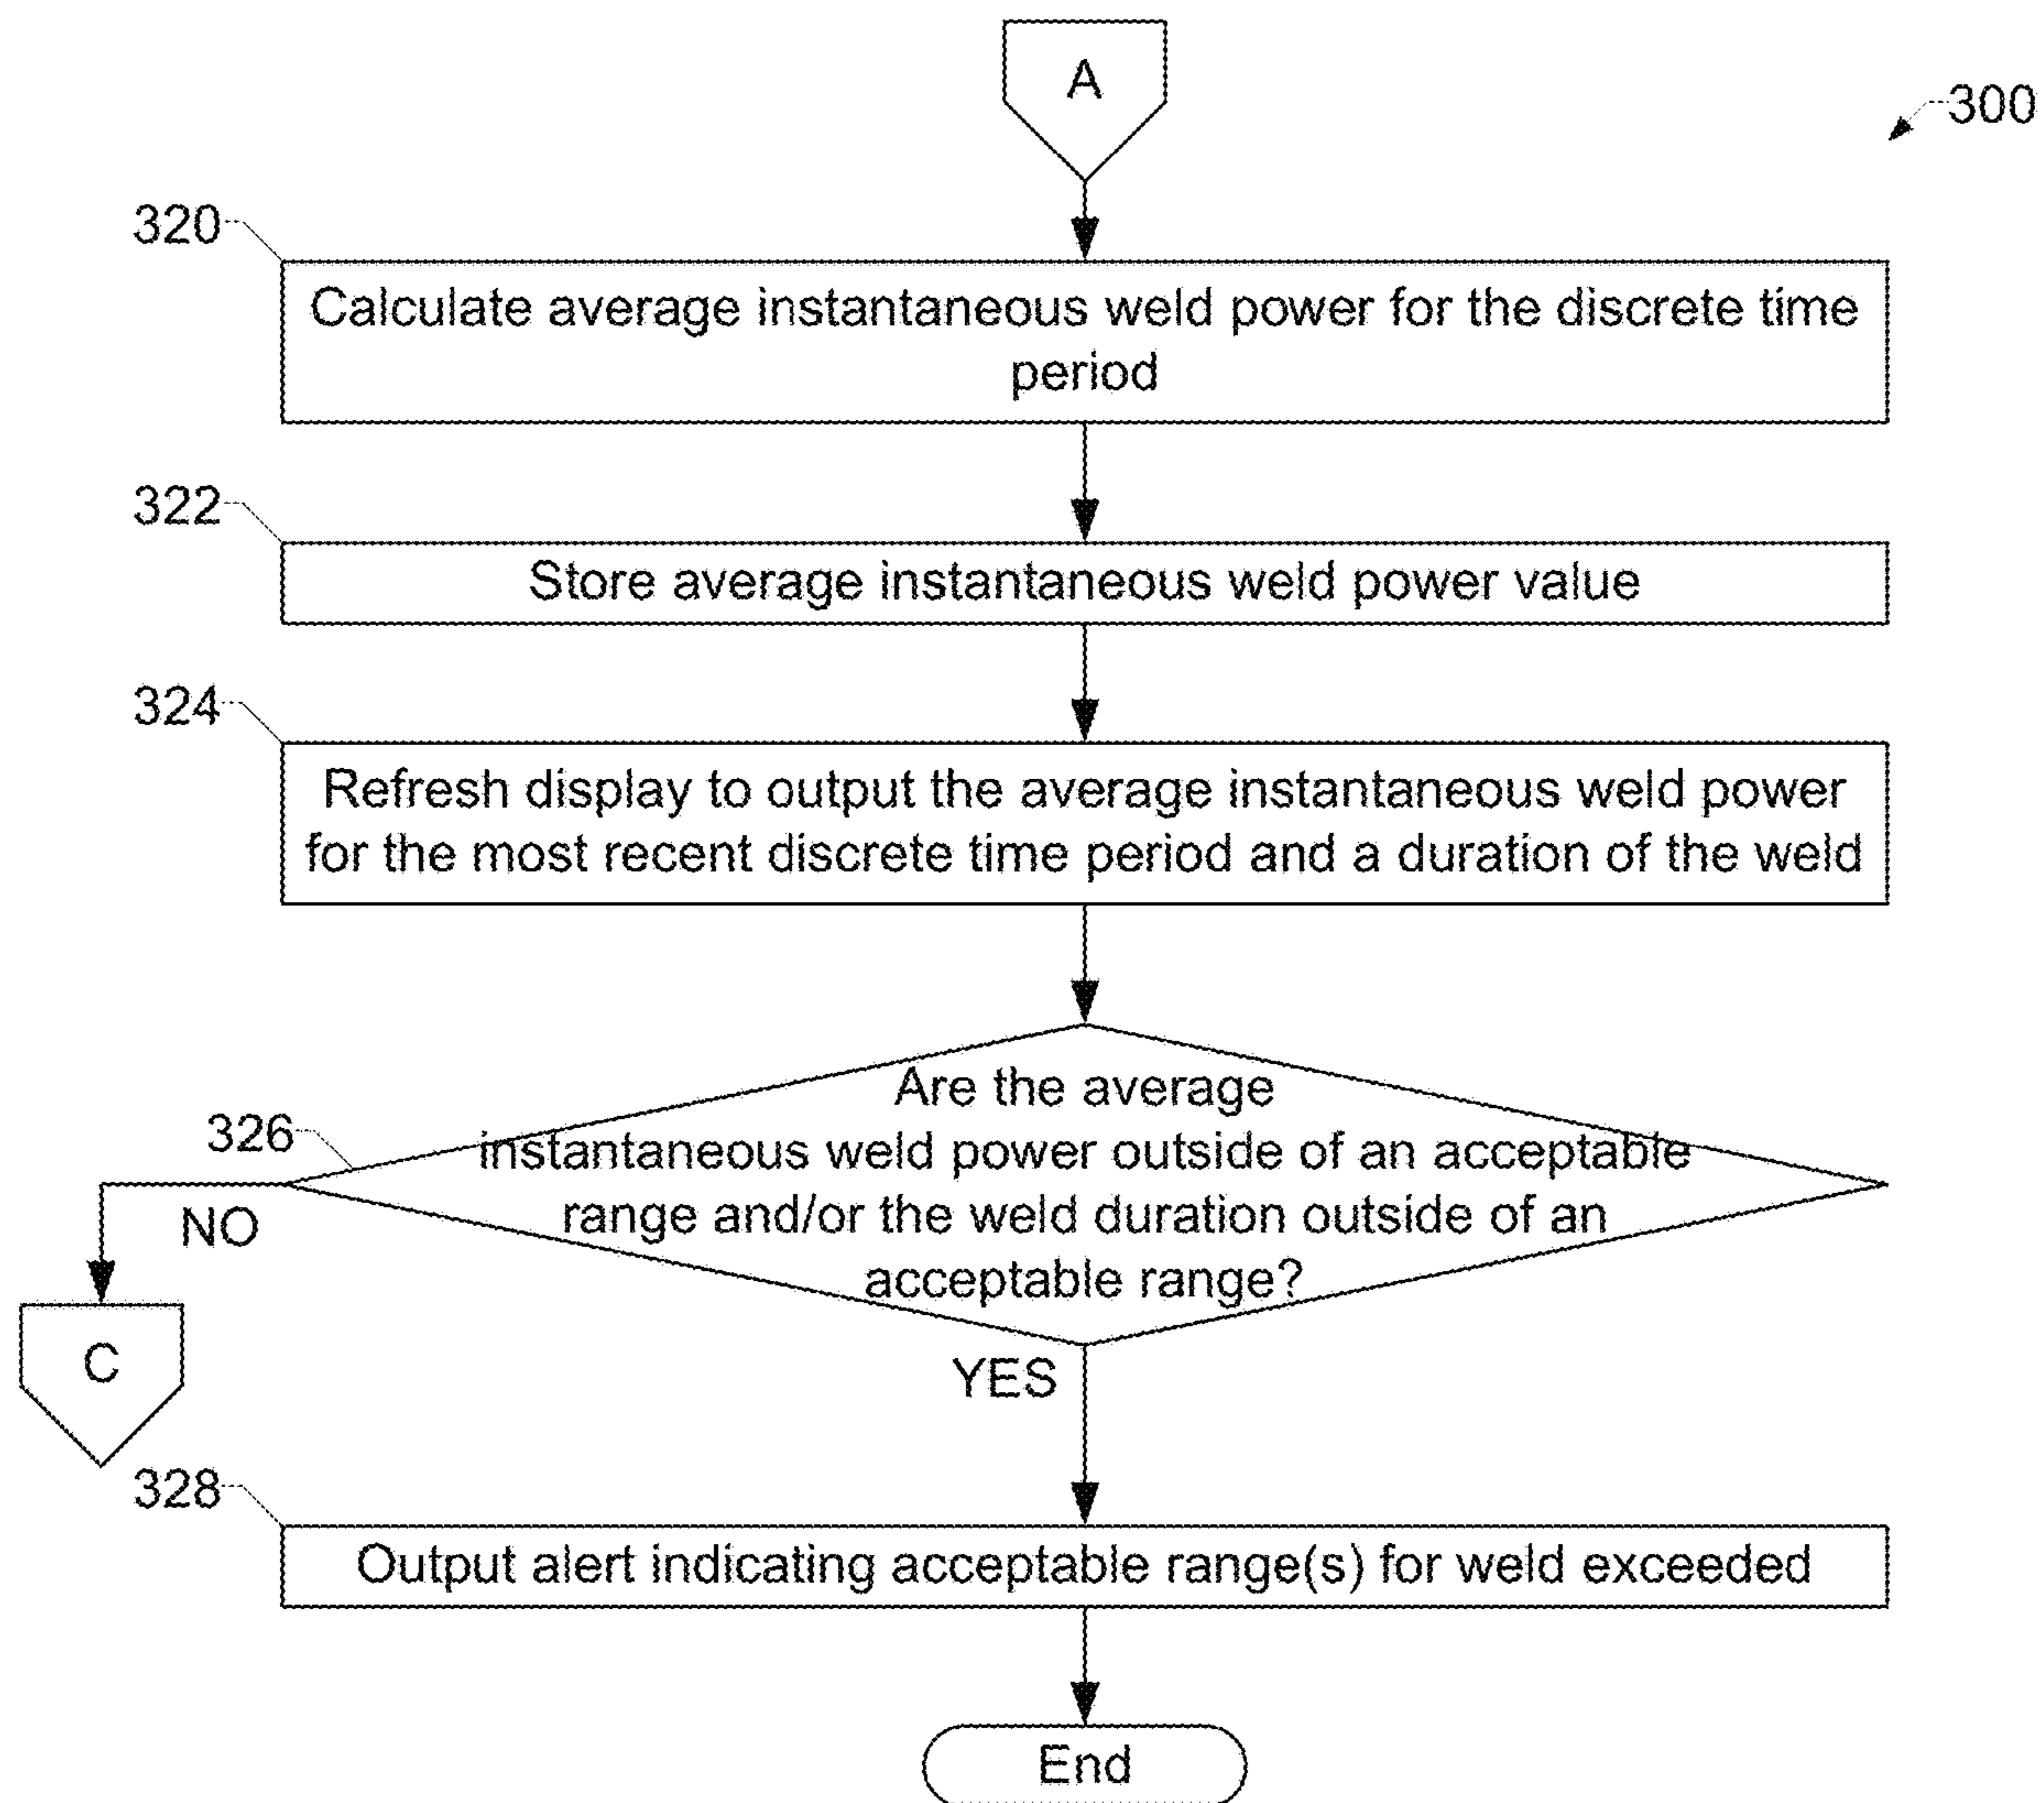 A
300
320
Calculate average instantaneous weld power for the discrete time
period
322
Store average instantaneous weld power value
324
Refresh display to output the average instantaneous weld power
for the most recent discrete time period and a duration of the weld
326
Are the average
instantaneous weld power outside of an acceptable
range and/or the weld duration outside of an
acceptable range?
NO
C
YES
328
Output alert indicating acceptable range(s) for weld exceeded
End